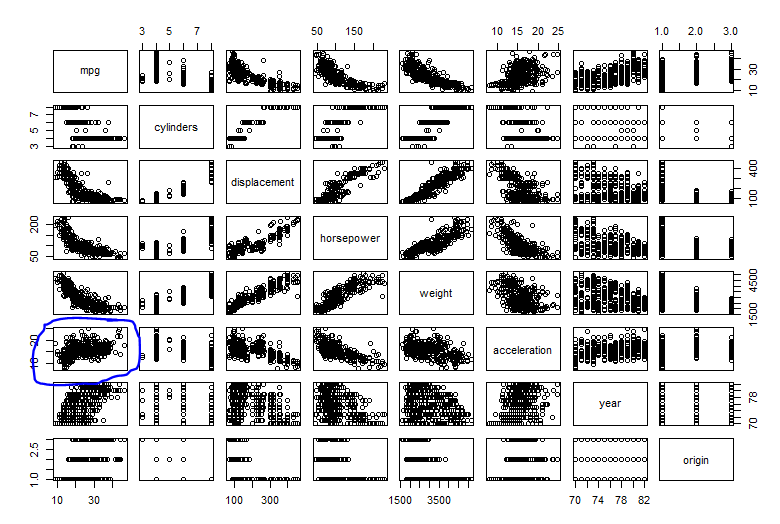 3 5 7 50 150 10 15 20 25 1.0 2.0 3.0
mpg
10 30
3 5 7
cylinders
displacement
100 400
50 200
horsepower
weight
1500 4500
10 20
acceleration
year
70 78
1.0 2.5
origin
10 30 100 300 1500 3500 70 74 78 82